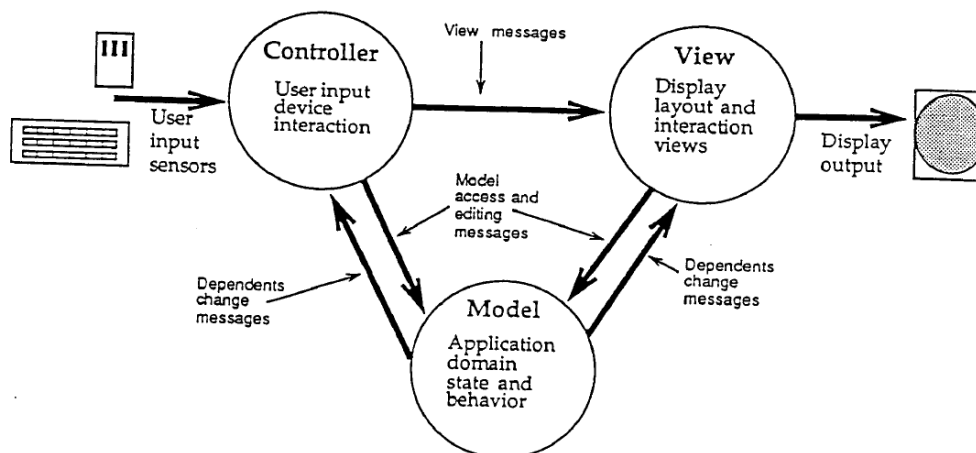 View messages
Controller
User input
device
interaction
View
Display
layout and
interaction
views
User
input
sensors
Display
output
Model
access and
editing
messages
Dependents
change
messages
Dependents
change
messages
Model
Application
domain
state and
behavior